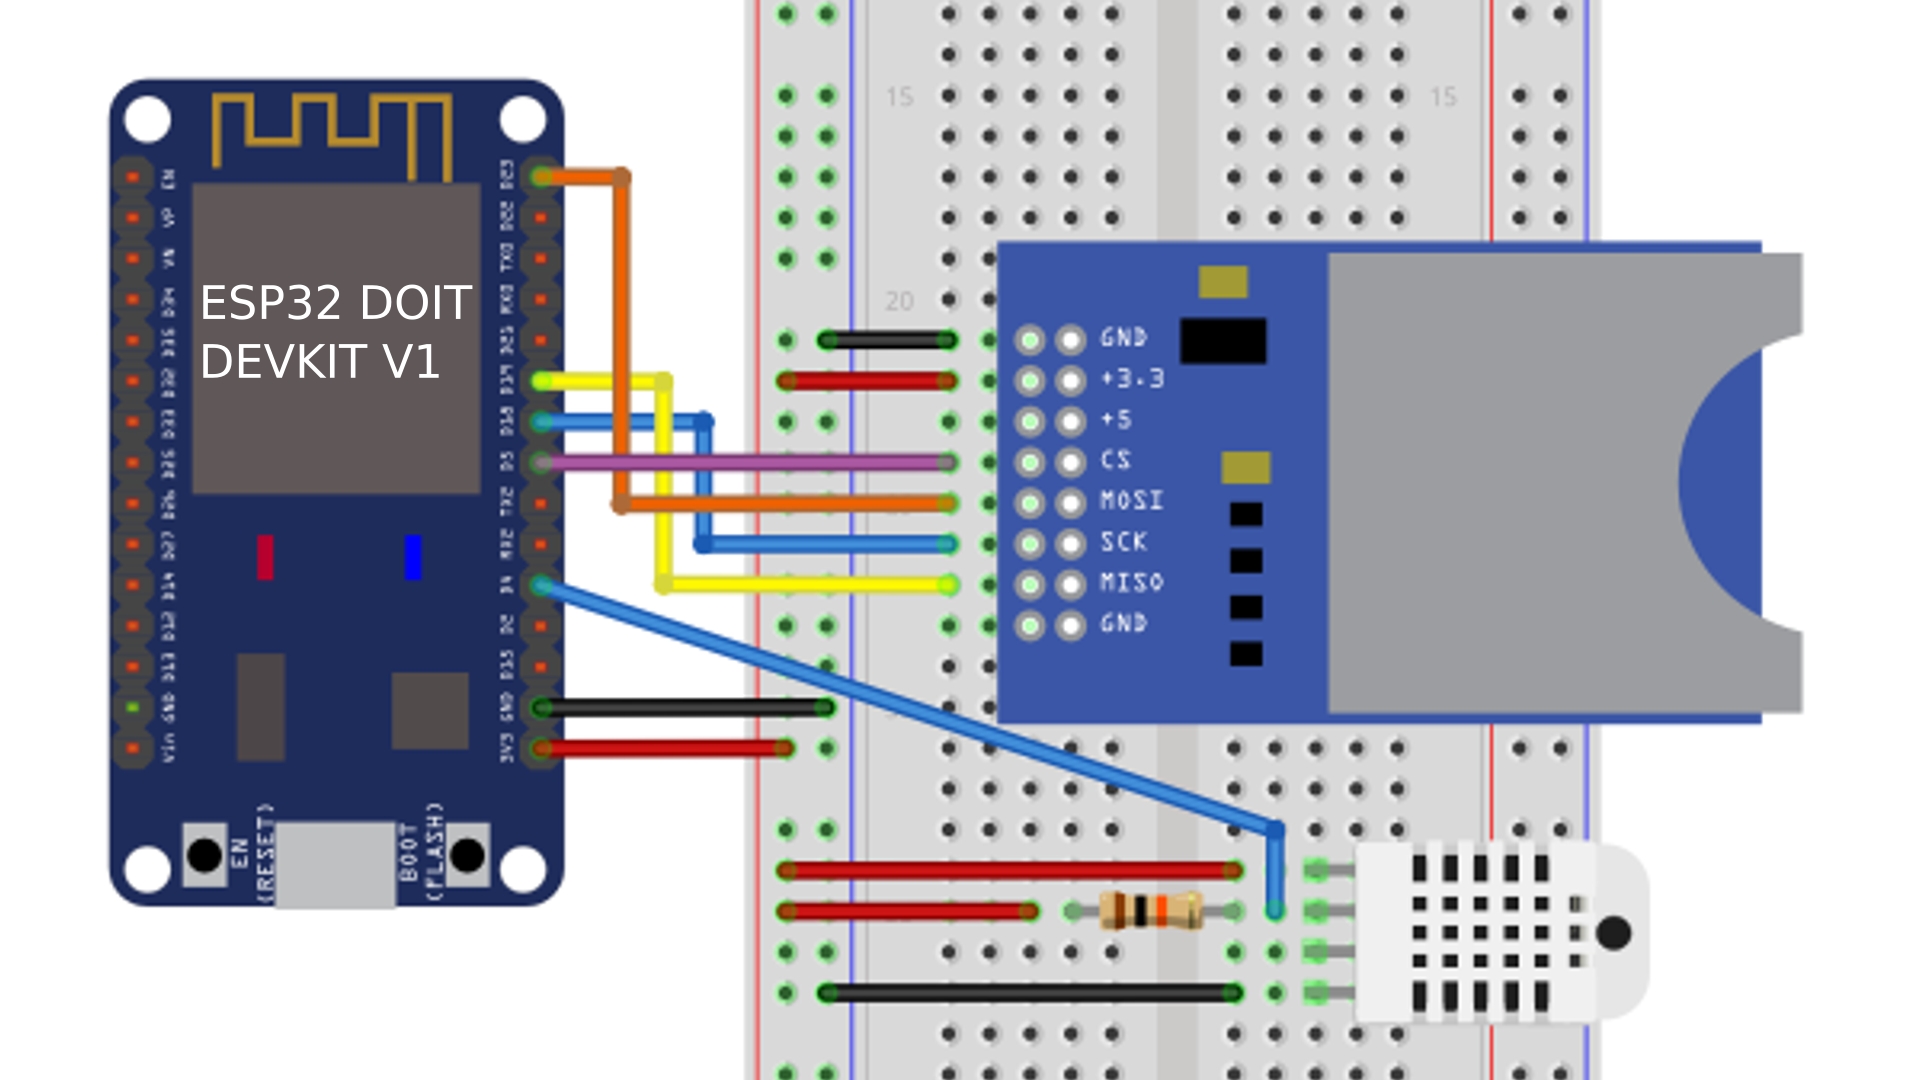 15
15
20
ESP32 DOIT
DEVKIT V1
EN
VP
VN
D34
D35
D32
D33
D25
D26
D27
D14
D12
D13
GND
Vin
D23
D22
TX0
RX0
D21
D19
D18
D5
TX2
RX2
D4
D2
D15
GND
3V3
GND
+3.3
+5
CS
MOSI
SCK
MISO
GND
EN
(RESET)
BOOT
(FLASH)